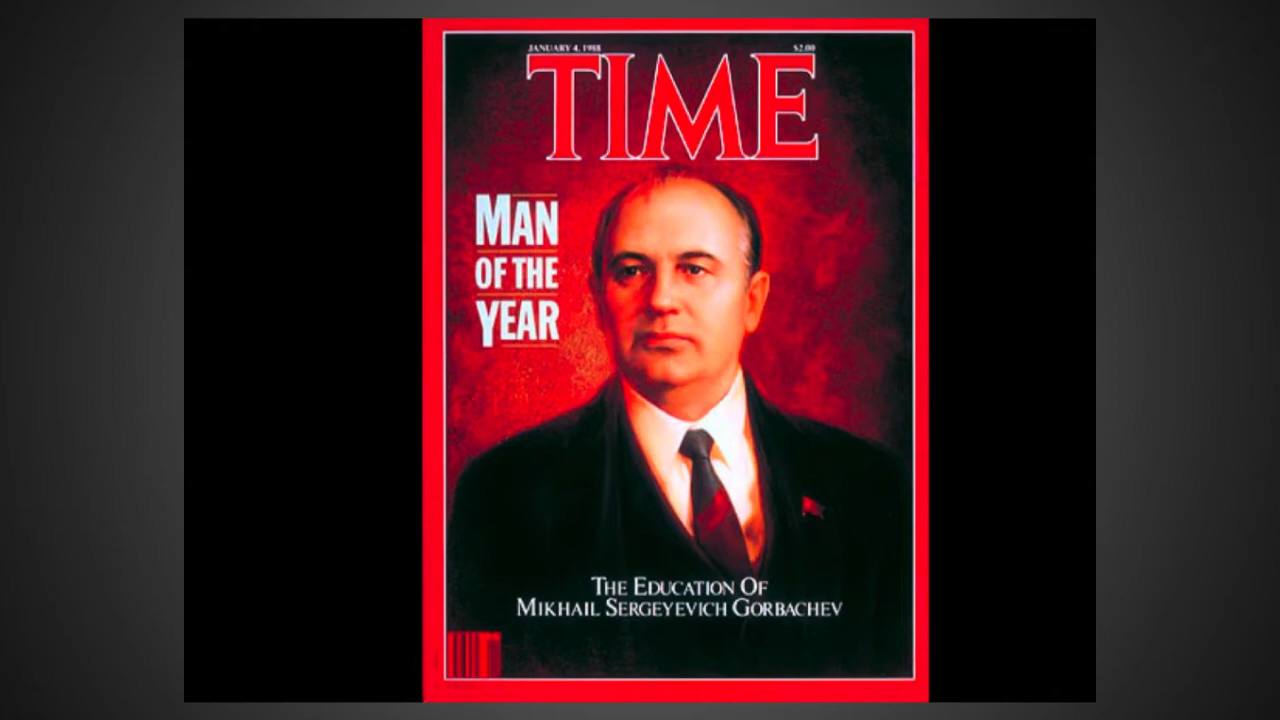 JANUARY 4, 1988 $2.00
TIME
MAN
OF THE
YEAR
THE EDUCATION OF
MIKHAIL SERGEYEVICH GORBACHEV